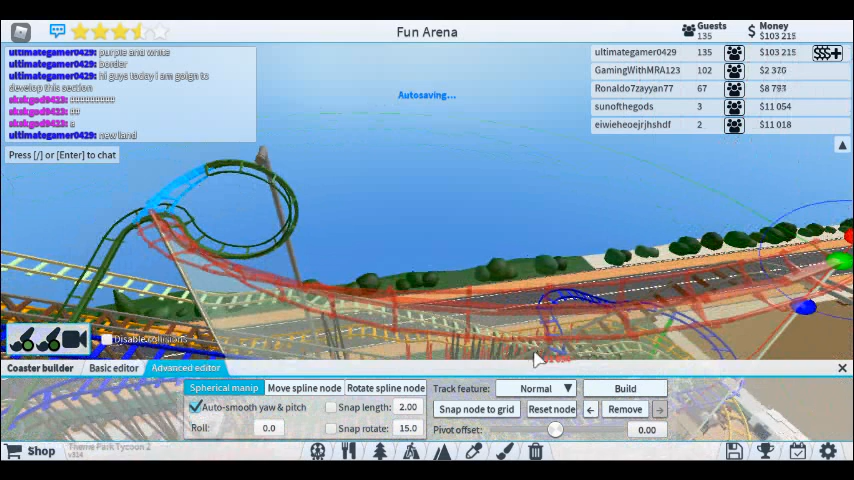 Fun Arena
Guests
135
Money
$103 215
ultimategamer0429: purple and white
ultimategamer0429: border
ultimategamer0429: hi guys today i am goign to
develop this section
skskgod9423: ##########
skskgod9423: ##
skskgod9423: a
ultimategamer0429: new land
Press [/] or [Enter] to chat
Autosaving...
ultimategamer0429 135 $103 215 $$$+
GamingWithMRA123 102 $2 370
Ronaldo7zayyan77 67 $8 793
sunofthegods 3 $11 054
eiwieheoejrjhshdf 2 $11 018
Disable collisions
Coaster builder Basic editor Advanced editor
Spherical manip Move spline node Rotate spline node
Auto-smooth yaw & pitch Snap length: 2.00
Roll: 0.0 Snap rotate: 15.0
Track feature: Normal Build
Snap node to grid Reset node Remove
Pivot offset: 0.00
Shop
Theme Park Tycoon 2
v314